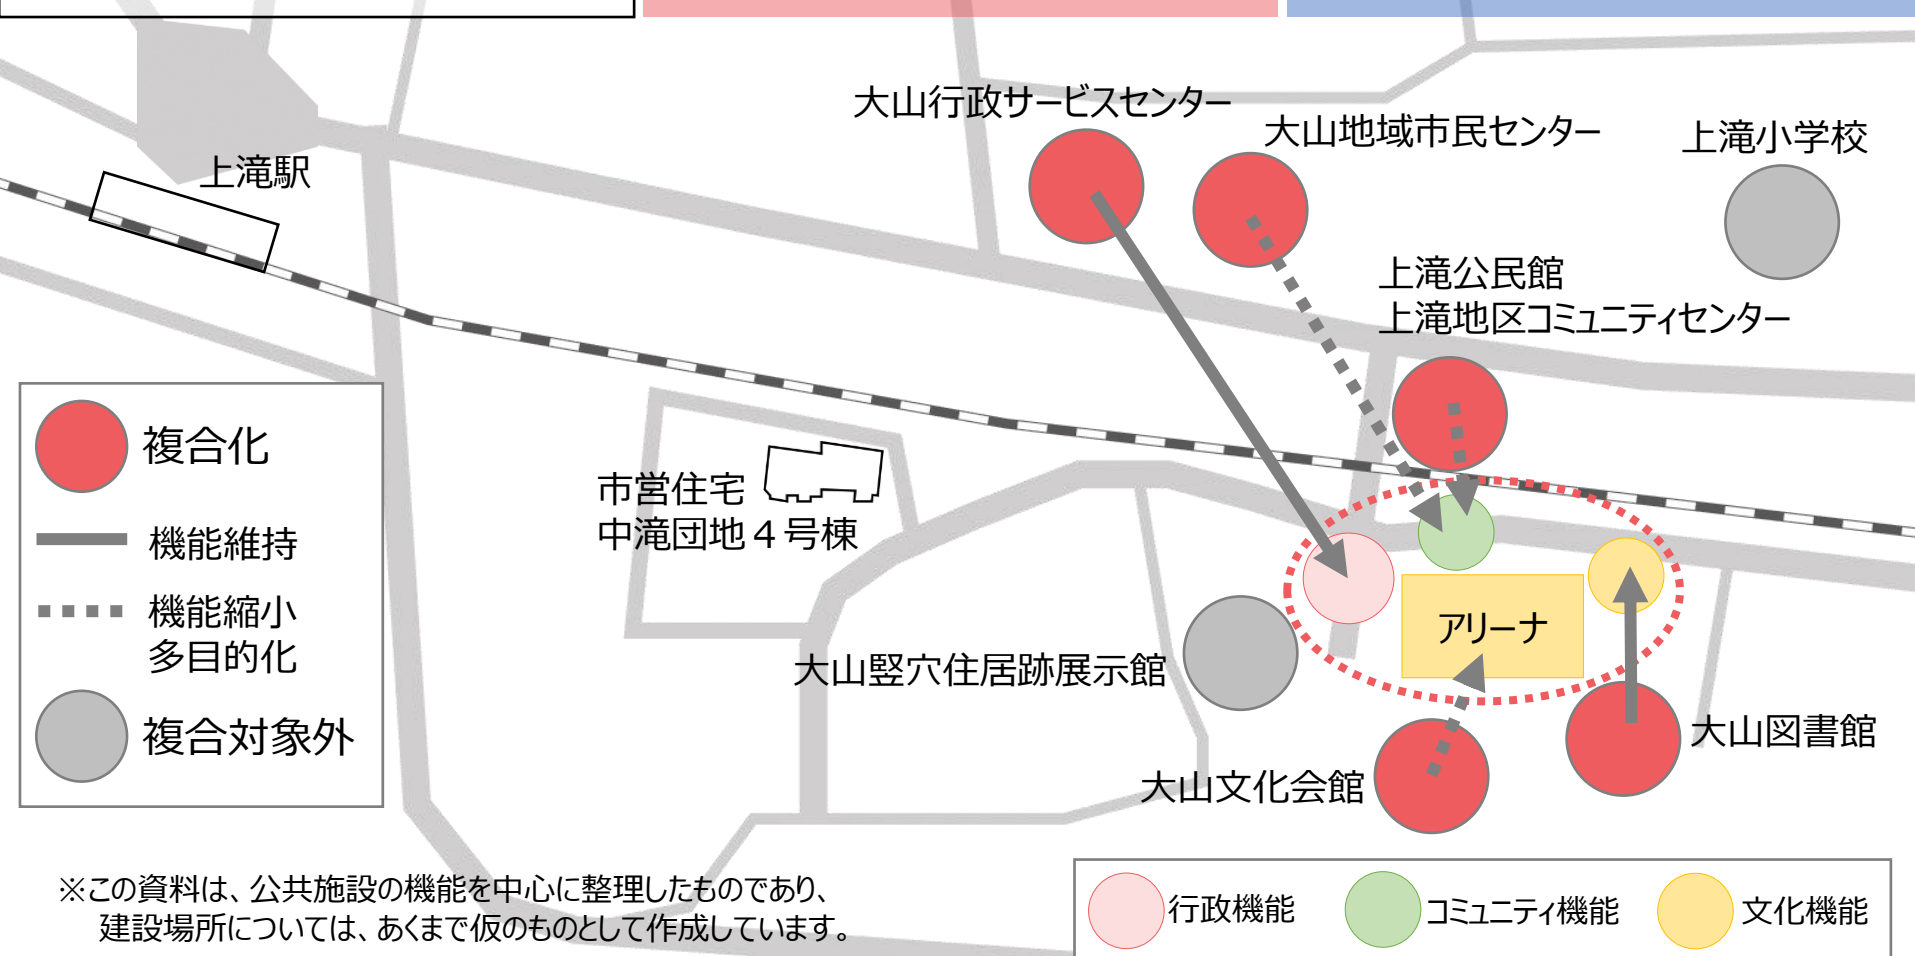 大山行政サービスセンター
大山地域市民センター
上滝小学校
上滝駅
上滝公民館
上滝地区コミュニティセンター
複合化
機能維持
機能縮小
多目的化
複合対象外
市営住宅
中滝団地４号棟
アリーナ
大山竪穴住居跡展示館
大山図書館
大山文化会館
※この資料は、公共施設の機能を中心に整理したものであり、
建設場所については、あくまで仮のものとして作成しています。
行政機能
コミュニティ機能
文化機能